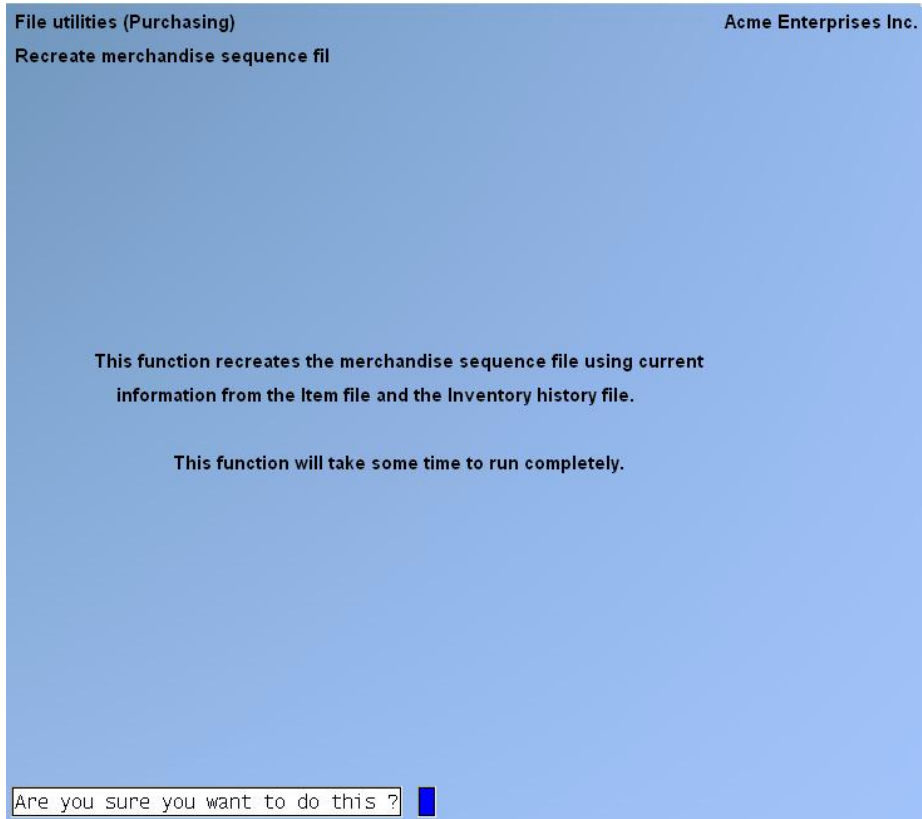 File utilities (Purchasing) Acme Enterprises Inc.
Recreate merchandise sequence fil
This function recreates the merchandise sequence file using current
information from the Item file and the Inventory history file.
This function will take some time to run completely.
Are you sure you want to do this ?